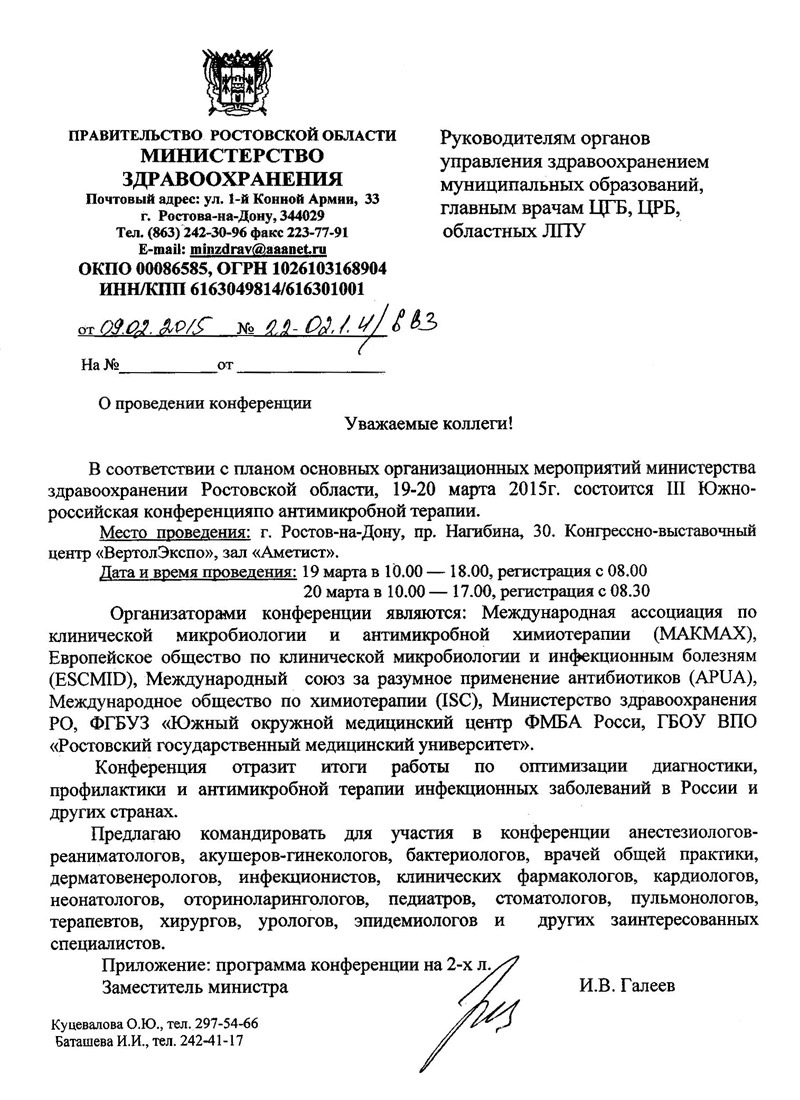 ПРАВИТЕЛЬСТВО РОСТОВСКОЙ ОБЛАСТИ
МИНИСТЕРСТВО
ЗДРАВООХРАНЕНИЯ
Почтовый адрес: ул. 1-й Конной Армии, 33
г. Ростова-на-Дону, 344029
Тел. (863) 242-30-96 факс 223-77-91
E-mail: minzdrav@aaanet.ru
ОКПО 00086585, ОГРН 1026103168904
ИНН/КПП 6163049814/616301001
от 09.02.2015 № 22-02.1.4/883
На №____________от __________________
Руководителям органов
управления здравоохранением
муниципальных образований,
главным врачам ЦГБ, ЦРБ,
областных ЛПУ
О проведении конференции
Уважаемые коллеги!
В соответствии с планом основных организационных мероприятий министерства
здравоохранении Ростовской области, 19-20 марта 2015г. состоится III Южно-
российская конференцияпо антимикробной терапии.
Место проведения: г. Ростов-на-Дону, пр. Нагибина, 30. Конгрессно-выставочный
центр «ВертолЭкспо», зал «Аметист».
Дата и время проведения: 19 марта в 10.00 — 18.00, регистрация с 08.00
20 марта в 10.00 — 17.00, регистрация с 08.30
Организаторами конференции являются: Международная ассоциация по
клинической микробиологии и антимикробной химиотерапии (МАКМАХ),
Европейское общество по клинической микробиологии и инфекционным болезням
(ESCMID), Международный союз за разумное применение антибиотиков (APUA),
Международное общество по химиотерапии (ISC), Министерство здравоохранения
РО, ФГБУЗ «Южный окружной медицинский центр ФМБА Росси, ГБОУ ВПО
«Ростовский государственный медицинский университет».
Конференция отразит итоги работы по оптимизации диагностики,
профилактики и антимикробной терапии инфекционных заболеваний в России и
других странах.
Предлагаю командировать для участия в конференции анестезиологов-
реаниматологов, акушеров-гинекологов, бактериологов, врачей общей практики,
дерматовенерологов, инфекционистов, клинических фармакологов, кардиологов,
неонатологов, оториноларингологов, педиатров, стоматологов, пульмонологов,
терапевтов, хирургов, урологов, эпидемиологов и других заинтересованных
специалистов.
Приложение: программа конференции на 2-х л.
Заместитель министра И.В. Галеев
Куцевалова О.Ю., тел. 297-54-66
Баташева И.И., тел. 242-41-17